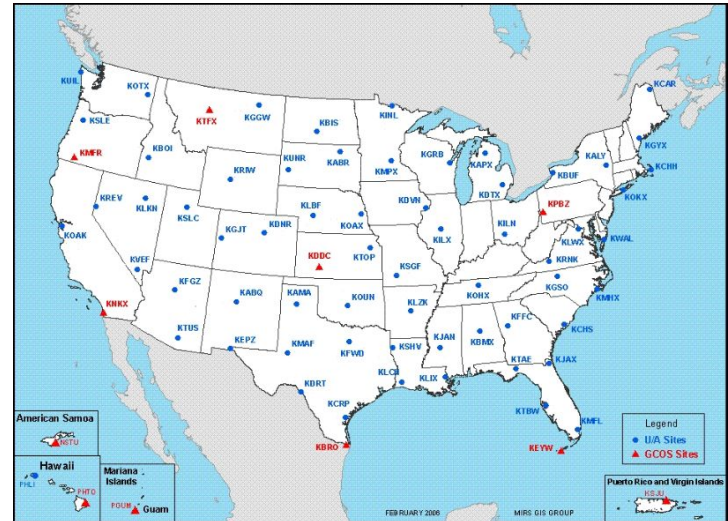 KUIL
KOTX
KTFX
KGGW
KBIS
KINL
KCAR
KSLE
KMFR
KBOI
KUNR
KABR
KMPX
KGRB
KAPX
KALY
KGYX
KCHH
KBUF
KRIW
KDTX
KOKX
KREV
KLKN
KSLC
KLBF
KOAX
KDVN
KPBZ
KOAK
KGJT
KDNR
KILX
KILN
KLWX
KWAL
KVEF
KDDC
KTOP
KSGF
KRNK
KFGZ
KABQ
KAMA
KOUN
KLZK
KOHX
KGSO
KMHX
KNKX
KTUS
KEPZ
KMAF
KFWD
KSHV
KJAN
KBMX
KFFC
KCHS
KDRT
KLIX
KTAE
KJAX
KCRP
KTBW
KMFL
KBRO
KEYW
American Samoa
NSTU
Hawaii
PHLI
PHTO
Mariana
Islands
PGUM
Guam
Legend
U/A Sites
GCOS Sites
Puerto Rico and Virgin Islands
KSJU
FEBRUARY 2006
MIRS GIS GROUP